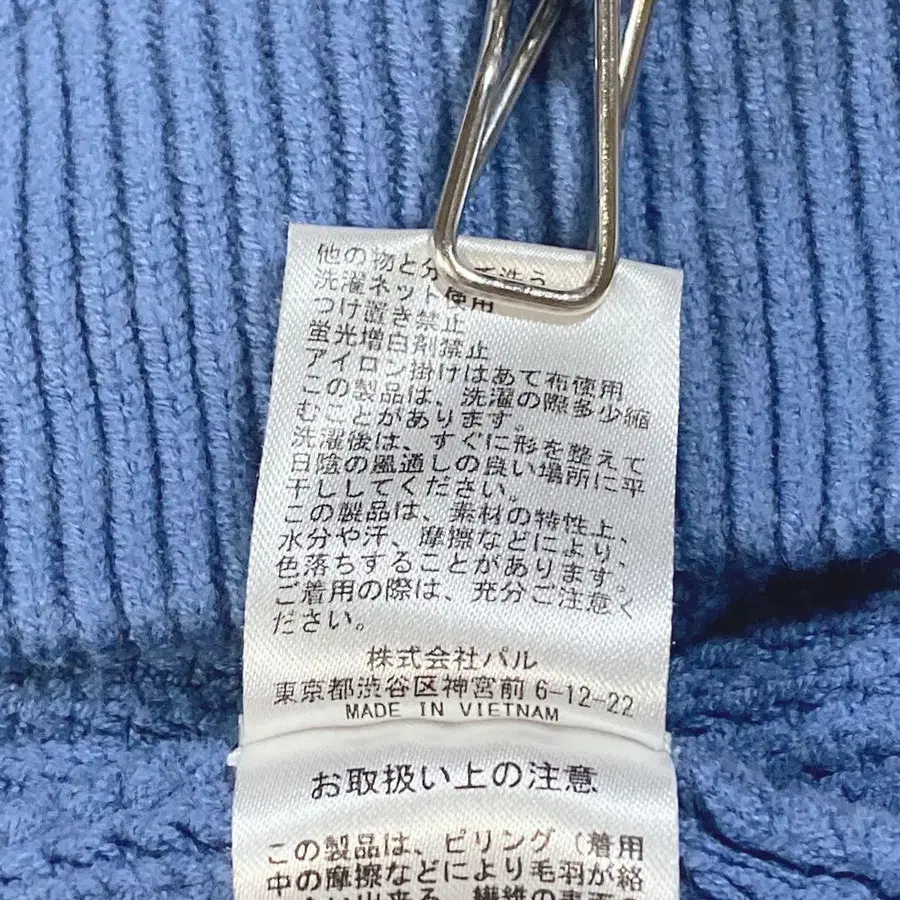 他の物と分 て洗う
洗濯ネット使用
つけ置き禁止
蛍光増白剤禁止
アイロン掛けはあて布使用
この製品は、洗濯の際多少縮
むことがあります。
洗濯後は、すぐに形を整えて
日陰の風通しの良い場所に平
干ししてください。
この製品は、素材の特性上、
水分や汗、摩擦などにより、
色落ちすることがあります。
ご着用の際は、充分ご注意く
ださい。
株式会社パル
東京都渋谷区神宮前 6-12-22
MADE IN VIETNAM
お取扱い上の注意
この製品は、ピリング（着用
中の摩擦などにより毛羽が絡